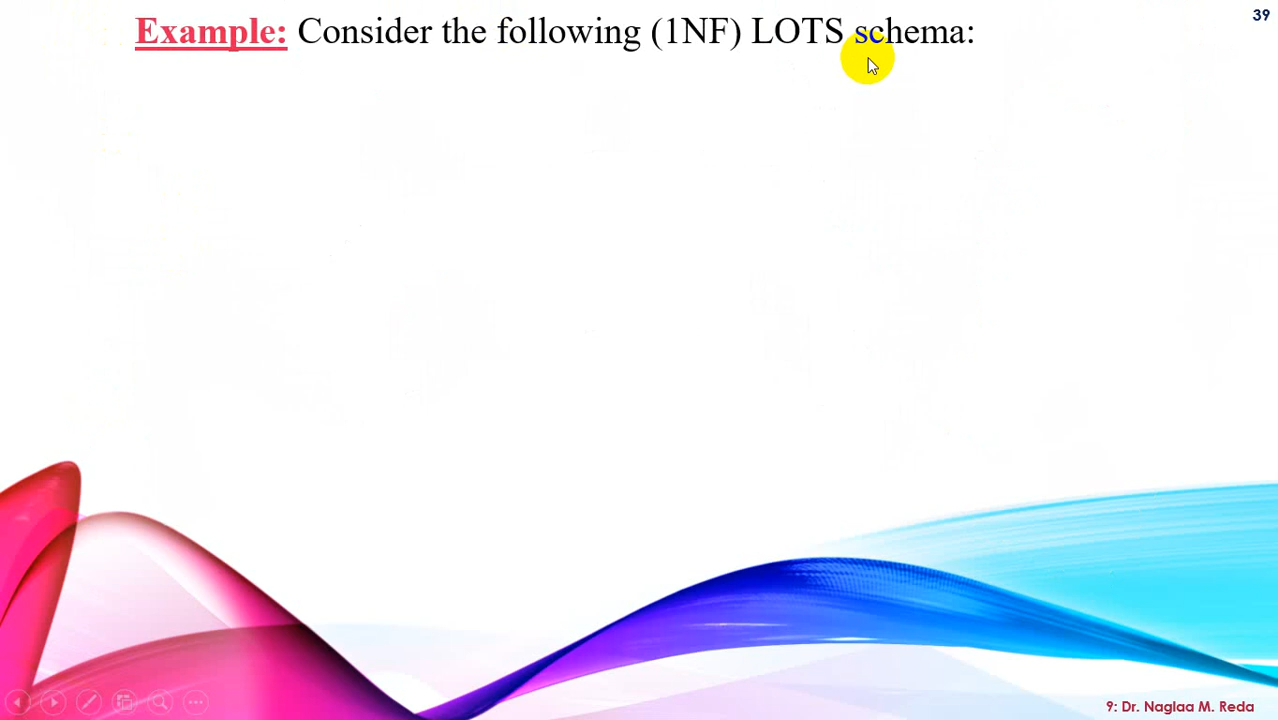 39
Example: Consider the following (1NF) LOTS schema:
9: Dr. Naglaa M. Reda